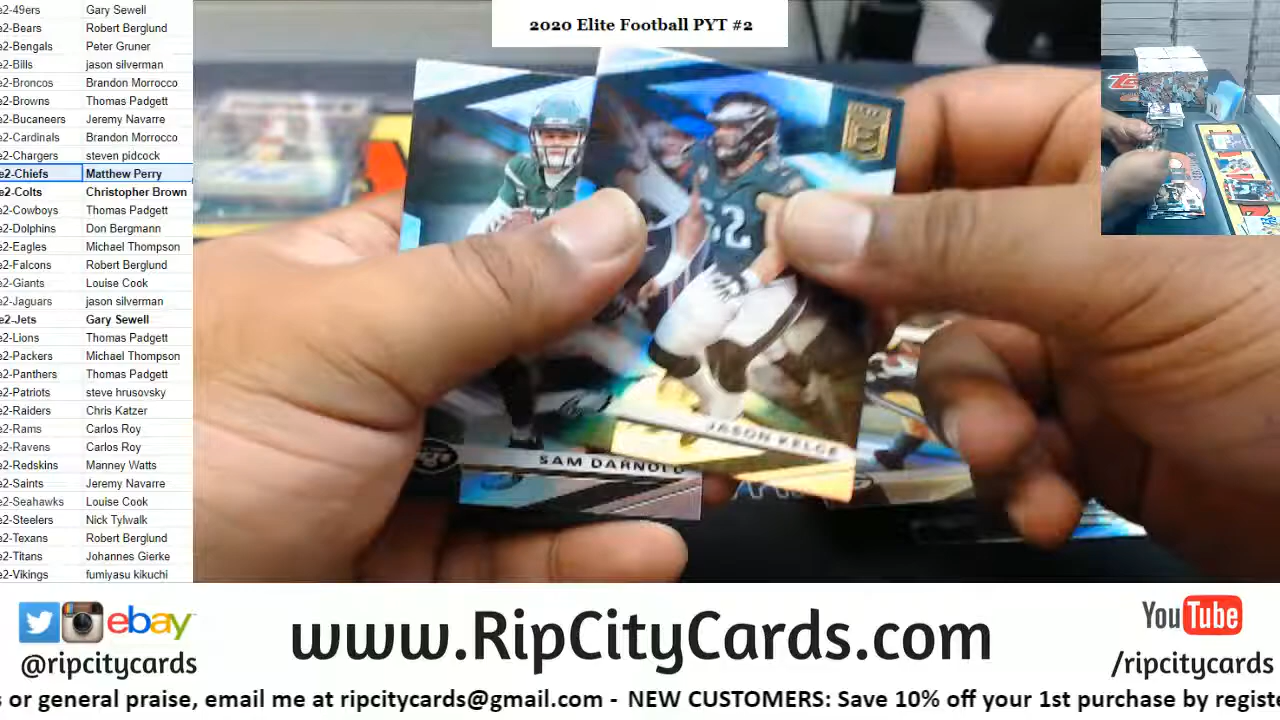 2020 Elite Football PYT #2
e2-49ers Gary Sewell
e2-Bears Robert Berglund
e2-Bengals Peter Gruner
e2-Bills jason silverman
e2-Broncos Brandon Morrocco
e2-Browns Thomas Padgett
e2-Bucaneers Jeremy Navarre
e2-Cardinals Brandon Morrocco
e2-Chargers steven pidcock
e2-Chiefs Matthew Perry
e2-Colts Christopher Brown
e2-Cowboys Thomas Padgett
e2-Dolphins Don Bergmann
e2-Eagles Michael Thompson
e2-Falcons Robert Berglund
e2-Giants Louise Cook
e2-Jaguars jason silverman
e2-Jets Gary Sewell
e2-Lions Thomas Padgett
e2-Packers Michael Thompson
e2-Panthers Thomas Padgett
e2-Patriots steve hrusovsky
e2-Raiders Chris Katzer
e2-Rams Carlos Roy
e2-Ravens Carlos Roy
e2-Redskins Manney Watts
e2-Saints Jeremy Navarre
e2-Seahawks Louise Cook
e2-Steelers Nick Tylwalk
e2-Texans Robert Berglund
e2-Titans Johannes Gierke
e2-Vikings fumiyasu kikuchi
62
JASON KELCE
SAM DARNOLD
ebay
@ripcitycards
www.RipCityCards.com
YouTube
/ripcitycards
s or general praise, email me at ripcitycards@gmail.com - NEW CUSTOMERS: Save 10% off your 1st purchase by registe